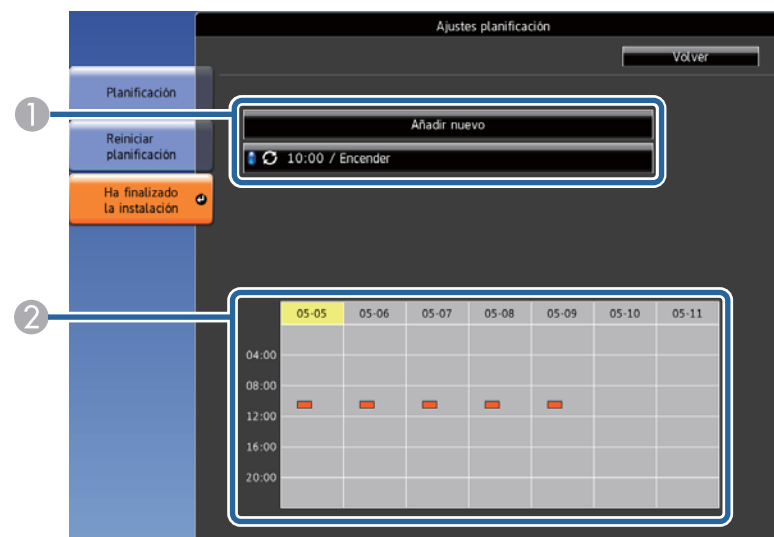 Ajustes planificación
Volver
Planificación
1
Añadir nuevo
Reiniciar
planificación
10:00 / Encender
Ha finalizado
la instalación
2
05-05 05-06 05-07 05-08 05-09 05-10 05-11
04:00
08:00
12:00
16:00
20:00